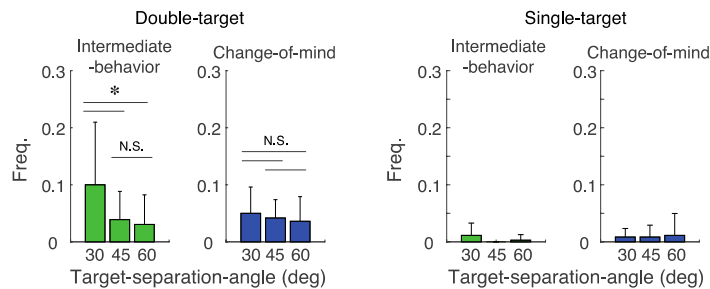 Double-target
Single-target
Intermediate
-behavior
Change-of-mind
Intermediate
-behavior
Change-of-mind
Freq.
0.3
0.2
0.1
0
*
N.S.
30 45 60
0.3
0.2
0.1
0
N.S.
30 45 60
Target-separation-angle (deg)
Freq.
0.3
0.2
0.1
0
30 45 60
0.3
0.2
0.1
0
30 45 60
Target-separation-angle (deg)